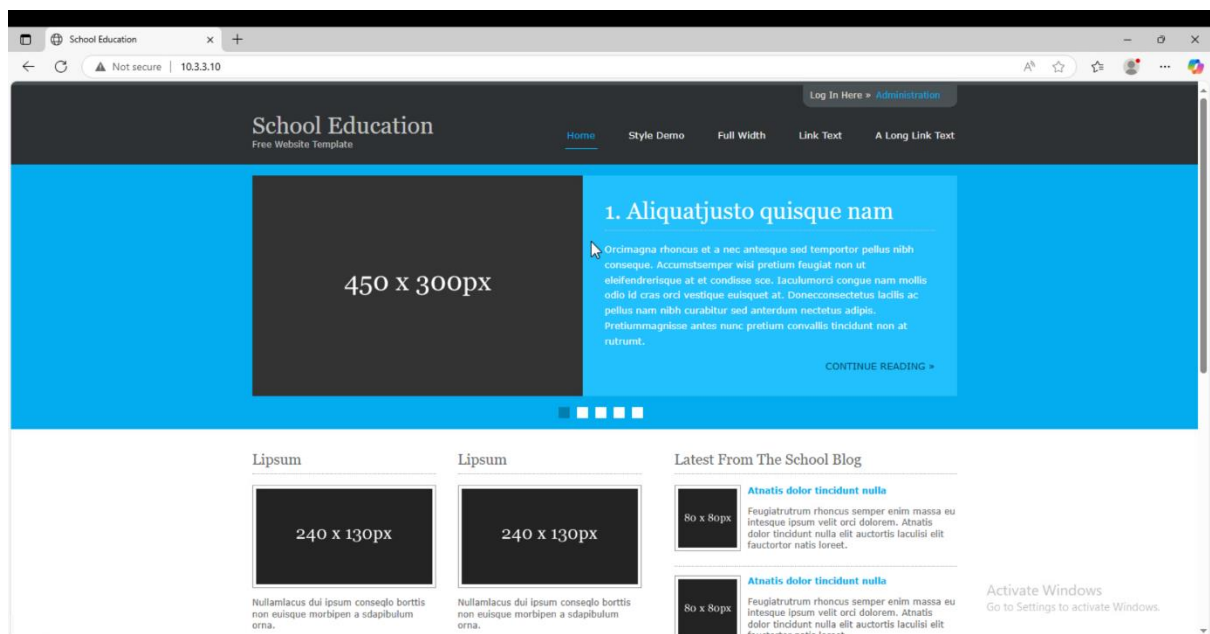 School Education
Not secure
10.3.3.10
Log In Here » Administration
School Education
Free Website Template
Home
Style Demo
Full Width
Link Text
A Long Link Text
450 x 300px
1. Aliquatjusto quisque nam
Orcimagna rhoncus et a nec antesque sed temportor pellus nibh
conseque. Accumstsemper wisi pretium feugiat non ut
eleifendrerisque at et condisse sce. Iaculumorci congue nam mollis
odio id cras orci vestique euisquet at. Donecconsectetus lacilis ac
pellus nam nibh curabitur sed anterdum nectetus adipis.
Pretiummagnisse antes nunc pretium convallis tincidunt non at
rutrumt.
CONTINUE READING »
Lipsum
240 x 130px
Nullamlacus dui ipsum conseqlo borttis
non euisque morbipen a sdapibulum
orna.
Lipsum
240 x 130px
Nullamlacus dui ipsum conseqlo borttis
non euisque morbipen a sdapibulum
orna.
Latest From The School Blog
80 x 80px
Atnatis dolor tincidunt nulla
Feugiatrutrum rhoncus semper enim massa eu
intesque ipsum velit orci dolorem. Atnatis
dolor tincidunt nulla elit auctortis laculisi elit
fauctortor natis loreet.
80 x 80px
Atnatis dolor tincidunt nulla
Feugiatrutrum rhoncus semper enim massa eu
intesque ipsum velit orci dolorem. Atnatis
dolor tincidunt nulla elit auctortis laculisi elit
Activate Windows
Go to Settings to activate Windows.